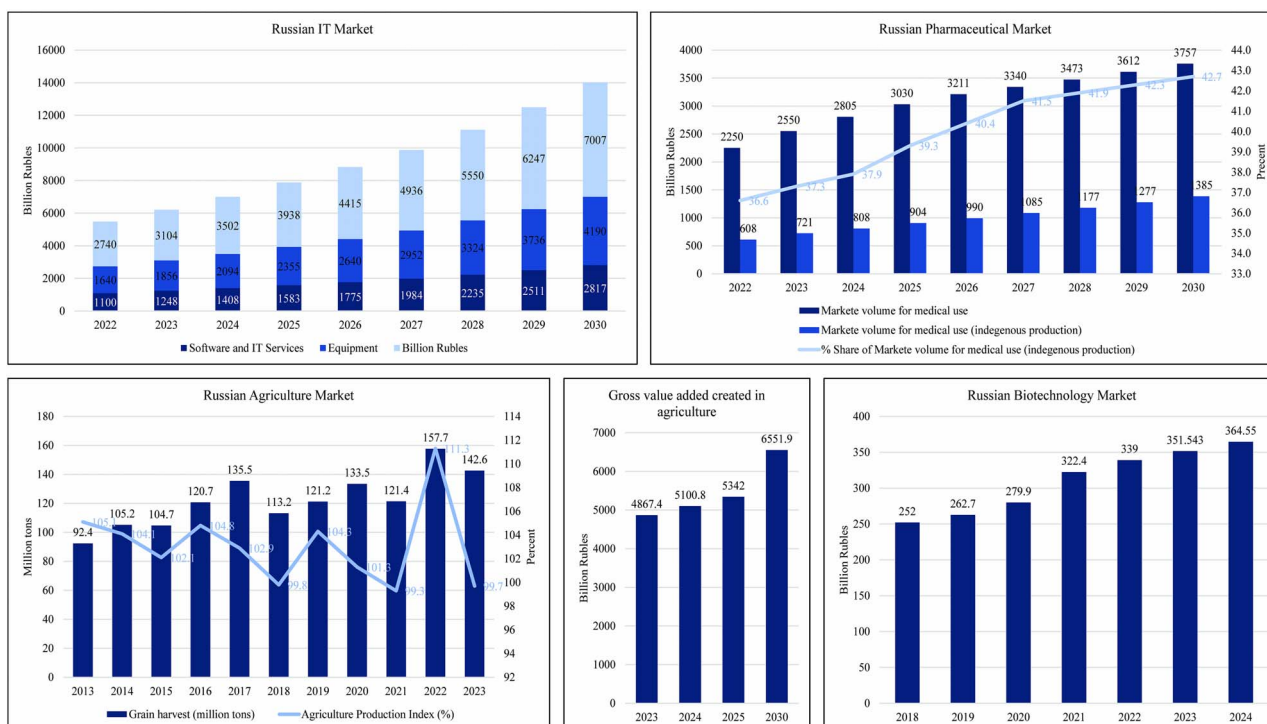 Russian IT Market
16000
14000
12000
10000
8000
6000
4000
2000
0
Billion Rubles
2740 3104 3502 3938 4415 4936 5550 6247 7007
1640 1856 2094 2355 2640 2952 3324 3736 4190
1100 1248 1408 1583 1775 1984 2235 2511 2817
2022 2023 2024 2025 2026 2027 2028 2029 2030
Software and IT Services Equipment Billion Rubles
Russian Pharmaceutical Market
4000
3500
3000
2500
2000
1500
1000
500
0
Billion Rubles
2250 2550 2805 3030 3211 3340 3473 3612 3757
36.6 37.3 37.9 39.3 40.4 41.5 41.9 42.3 42.7
608 721 808 904 990 085 177 277 385
44.0
43.0
42.0
41.0
40.0
39.0
38.0
37.0
36.0
35.0
34.0
33.0
Precent
2022 2023 2024 2025 2026 2027 2028 2029 2030
Markete volume for medical use
Markete volume for medical use (indegenous production)
% Share of Markete volume for medical use (indegenous production)
Russian Agriculture Market
180
160
140
120
100
80
60
40
20
0
Million tons
92.4 105.2 104.7 120.7 135.5 113.2 121.2 133.5 121.4 157.7 142.6
105.1 104.1 102.1 104.8 102.9 99.8 104.3 101.3 99.3 111.3 99.7
114
112
110
108
106
104
102
100
98
96
94
92
Percent
2013 2014 2015 2016 2017 2018 2019 2020 2021 2022 2023
Grain harvest (million tons) Agriculture Production Index (%)
Gross value added created in
agriculture
7000
6000
5000
4000
3000
2000
1000
0
Billion Rubles
4867.4 5100.8 5342 6551.9
2023 2024 2025 2030
Russian Biotechnology Market
400
350
300
250
200
150
100
50
0
Billion Rubles
252 262.7 279.9 322.4 339 351.543 364.55
2018 2019 2020 2021 2022 2023 2024